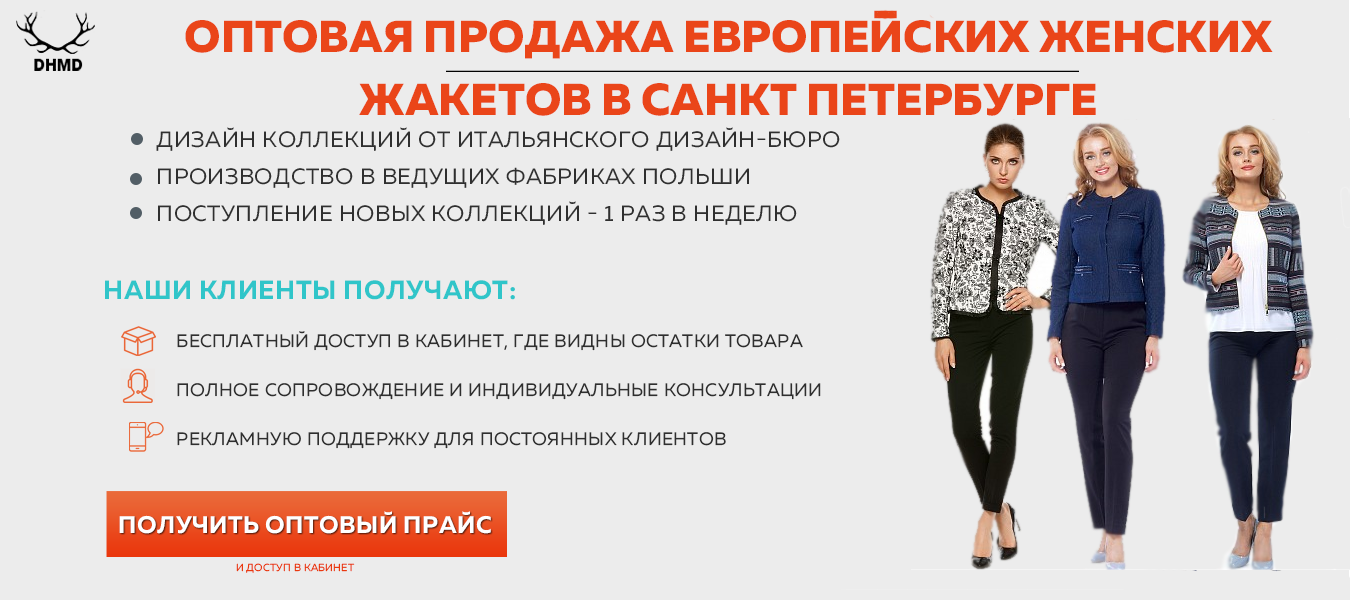 DHMD
ОПТОВАЯ ПРОДАЖА ЕВРОПЕЙСКИХ ЖЕНСКИХ
ЖАКЕТОВ В САНКТ ПЕТЕРБУРГЕ
ДИЗАЙН КОЛЛЕКЦИЙ ОТ ИТАЛЬЯНСКОГО ДИЗАЙН-БЮРО
ПРОИЗВОДСТВО В ВЕДУЩИХ ФАБРИКАХ ПОЛЬШИ
ПОСТУПЛЕНИЕ НОВЫХ КОЛЛЕКЦИЙ - 1 РАЗ В НЕДЕЛЮ
НАШИ КЛИЕНТЫ ПОЛУЧАЮТ:
БЕСПЛАТНЫЙ ДОСТУП В КАБИНЕТ, ГДЕ ВИДНЫ ОСТАТКИ ТОВАРА
ПОЛНОЕ СОПРОВОЖДЕНИЕ И ИНДИВИДУАЛЬНЫЕ КОНСУЛЬТАЦИИ
РЕКЛАМНУЮ ПОДДЕРЖКУ ДЛЯ ПОСТОЯННЫХ КЛИЕНТОВ
ПОЛУЧИТЬ ОПТОВЫЙ ПРАЙС
И ДОСТУП В КАБИНЕТ